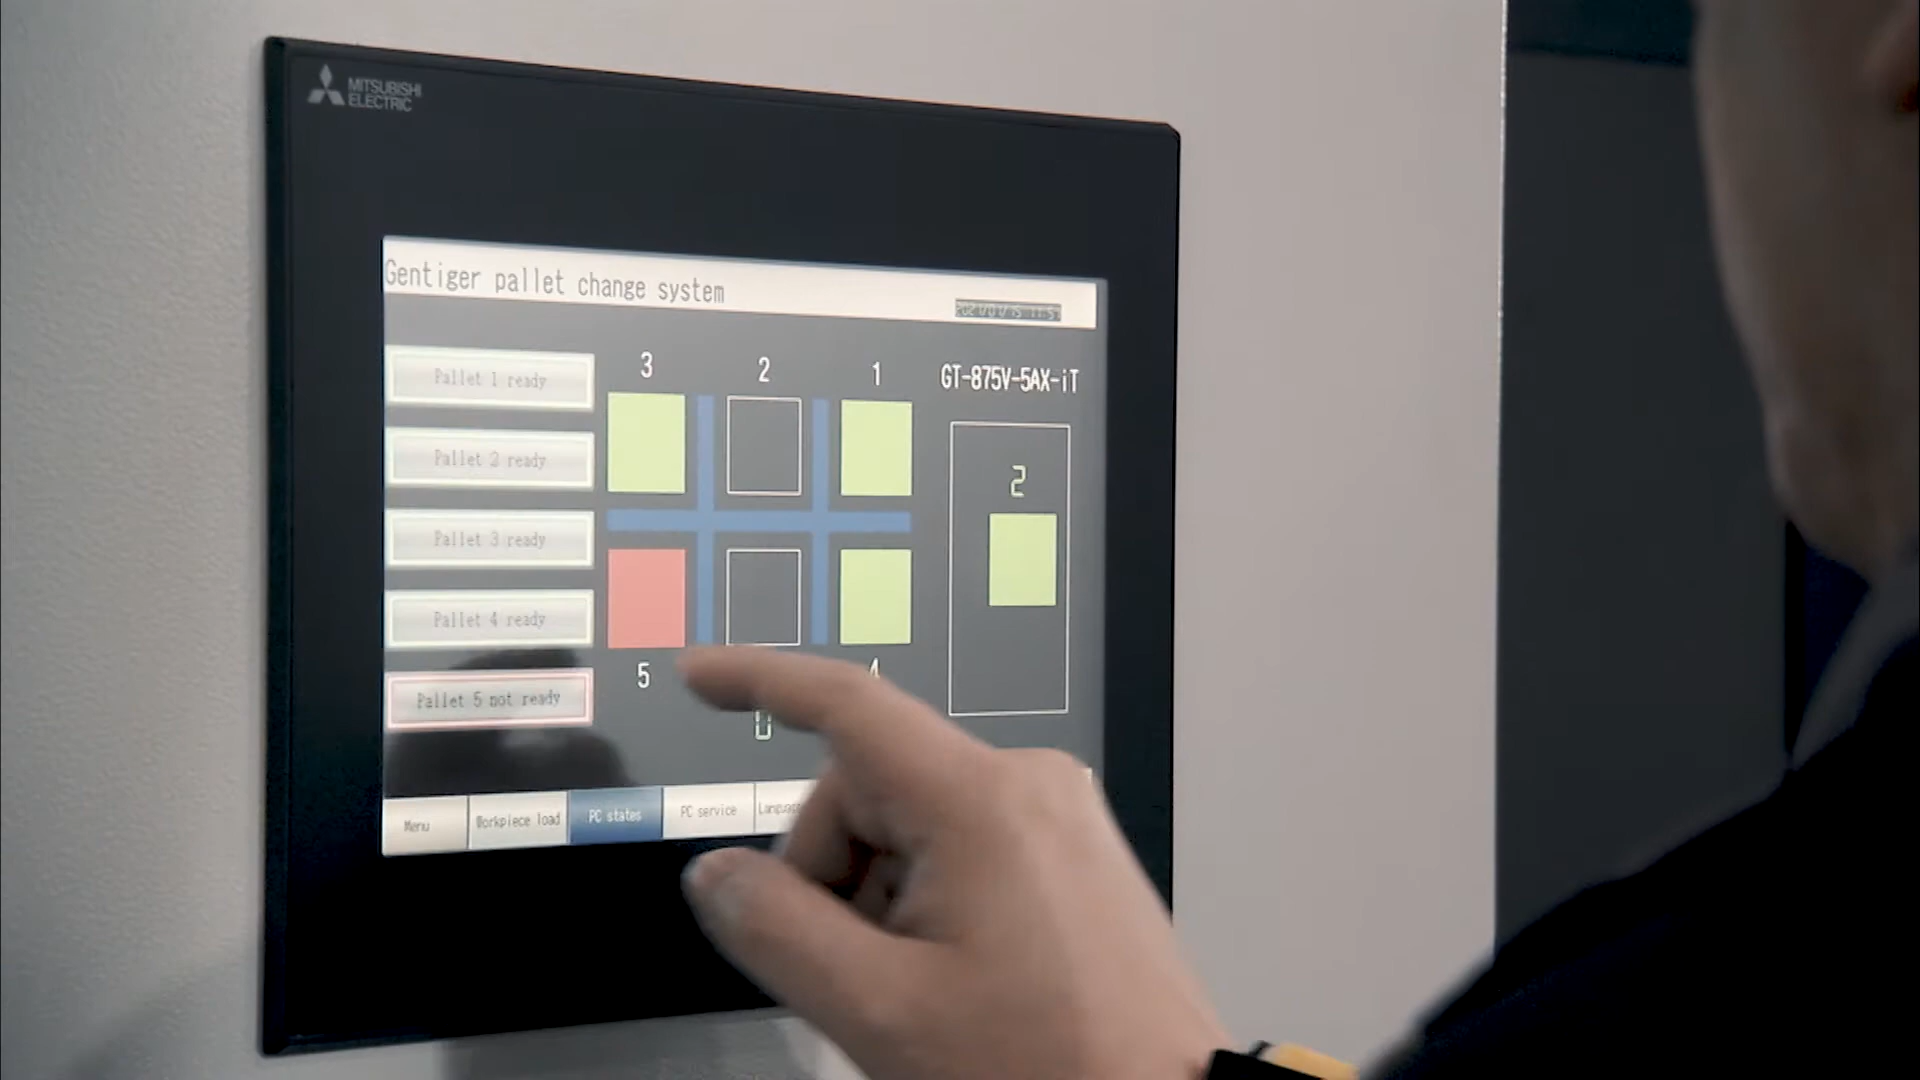 MITSUBISHI
ELECTRIC
Gentiger pallet change system
3 2 1 GT-875V-5AX-iT
Pallet 1 ready
Pallet 2 ready
2
Pallet 3 ready
Pallet 4 ready
5 4
Pallet 5 not ready
0
Menu Workpiece load PC states PC service